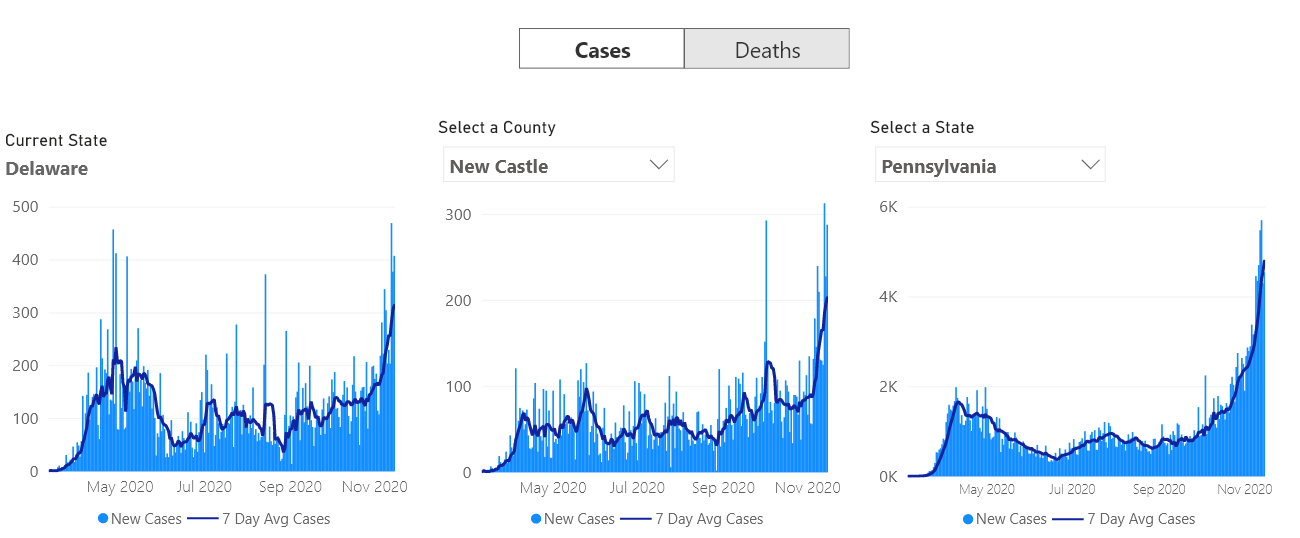 Cases
Deaths
Current State
Delaware
500
400
300
200
100
0
May 2020 Jul 2020 Sep 2020 Nov 2020
New Cases 7 Day Avg Cases
Select a County
New Castle
300
200
100
0
May 2020 Jul 2020 Sep 2020 Nov 2020
New Cases 7 Day Avg Cases
Select a State
Pennsylvania
6K
4K
2K
0K
May 2020 Jul 2020 Sep 2020 Nov 2020
New Cases 7 Day Avg Cases